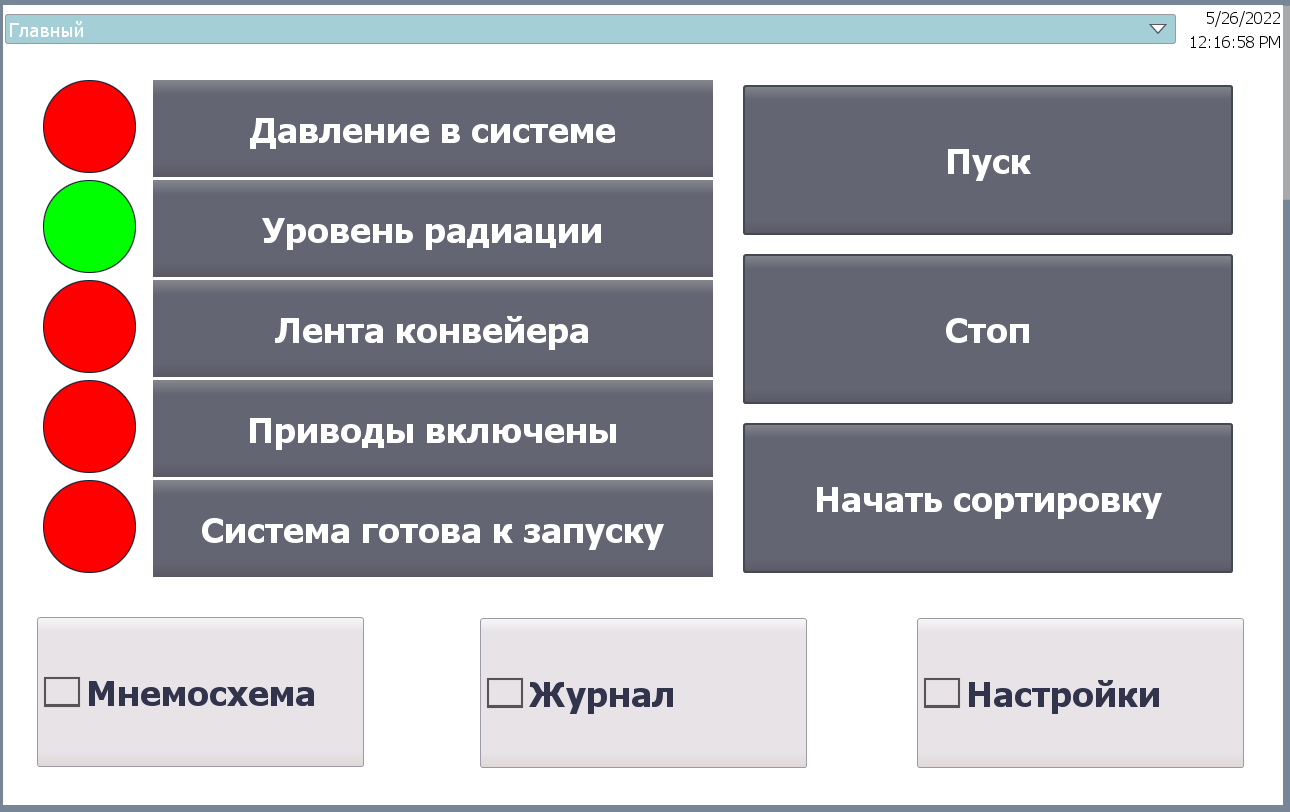 Главный
5/26/2022
12:16:58 PM
Давление в системе
Уровень радиации
Лента конвейера
Приводы включены
Система готова к запуску
Пуск
Стоп
Начать сортировку
Мнемосхема
Журнал
Настройки